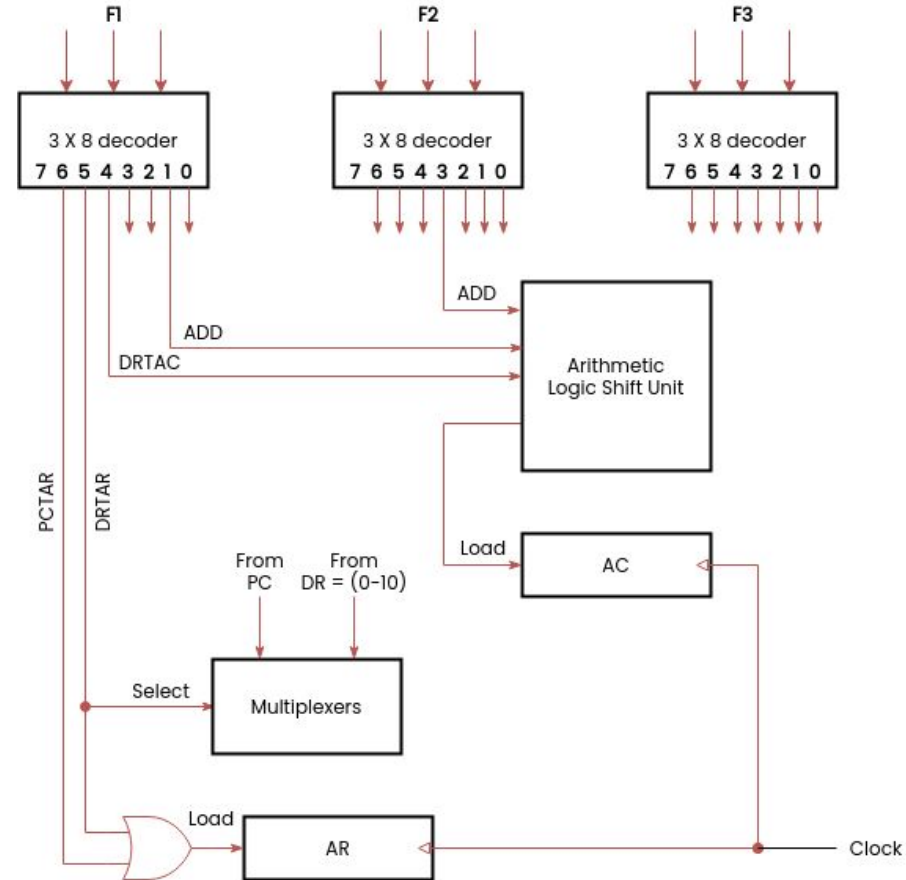 F1
F2
F3
3 X 8 decoder
7 6 5 4 3 2 1 0
3 X 8 decoder
7 6 5 4 3 2 1 0
3 X 8 decoder
7 6 5 4 3 2 1 0
ADD
ADD
DRTAC
Arithmetic
Logic Shift Unit
PCTAR
DRTAR
Load
AC
From
PC
From
DR = (0-10)
Select
Multiplexers
Load
AR
Clock